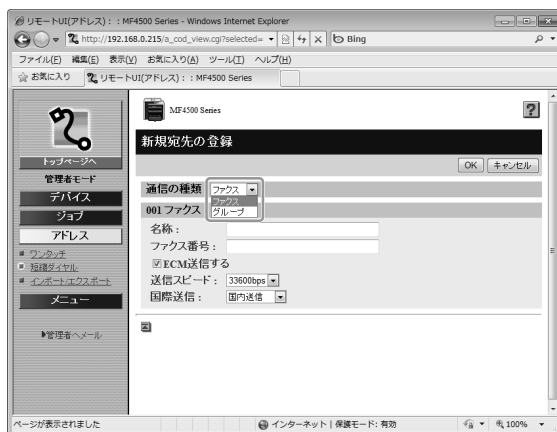 リモートUI(アドレス): : MF4500 Series - Windows Internet Explorer
http://192.168.0.215/a_cod_view.cgi?selected=
Bing
ファイル(F) 編集(E) 表示(V) お気に入り(A) ツール(T) ヘルプ(H)
お気に入り リモートUI(アドレス): : MF4500 Series
MF4500 Series
新規宛先の登録
OK キャンセル
トップページへ
管理者モード
デバイス
ジョブ
アドレス
ワンタッチ
短縮ダイヤル
インポート/エクスポート
メニュー
管理者へメール
通信の種類 ファクス
ファクス
グループ
001 ファクス
名称:
ファクス番号:
ECM送信する
送信スピード: 33600bps
国際送信: 国内送信
ページが表示されました
インターネット | 保護モード: 有効
100%